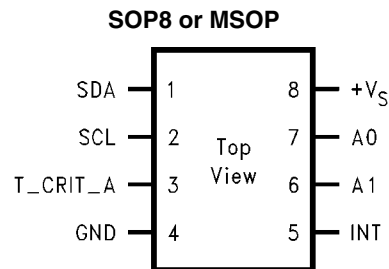 SOP8 or MSOP
SDA 1 8 +VS
SCL 2 7 A0
Top
View
T_CRIT_A 3 6 A1
GND 4 5 INT